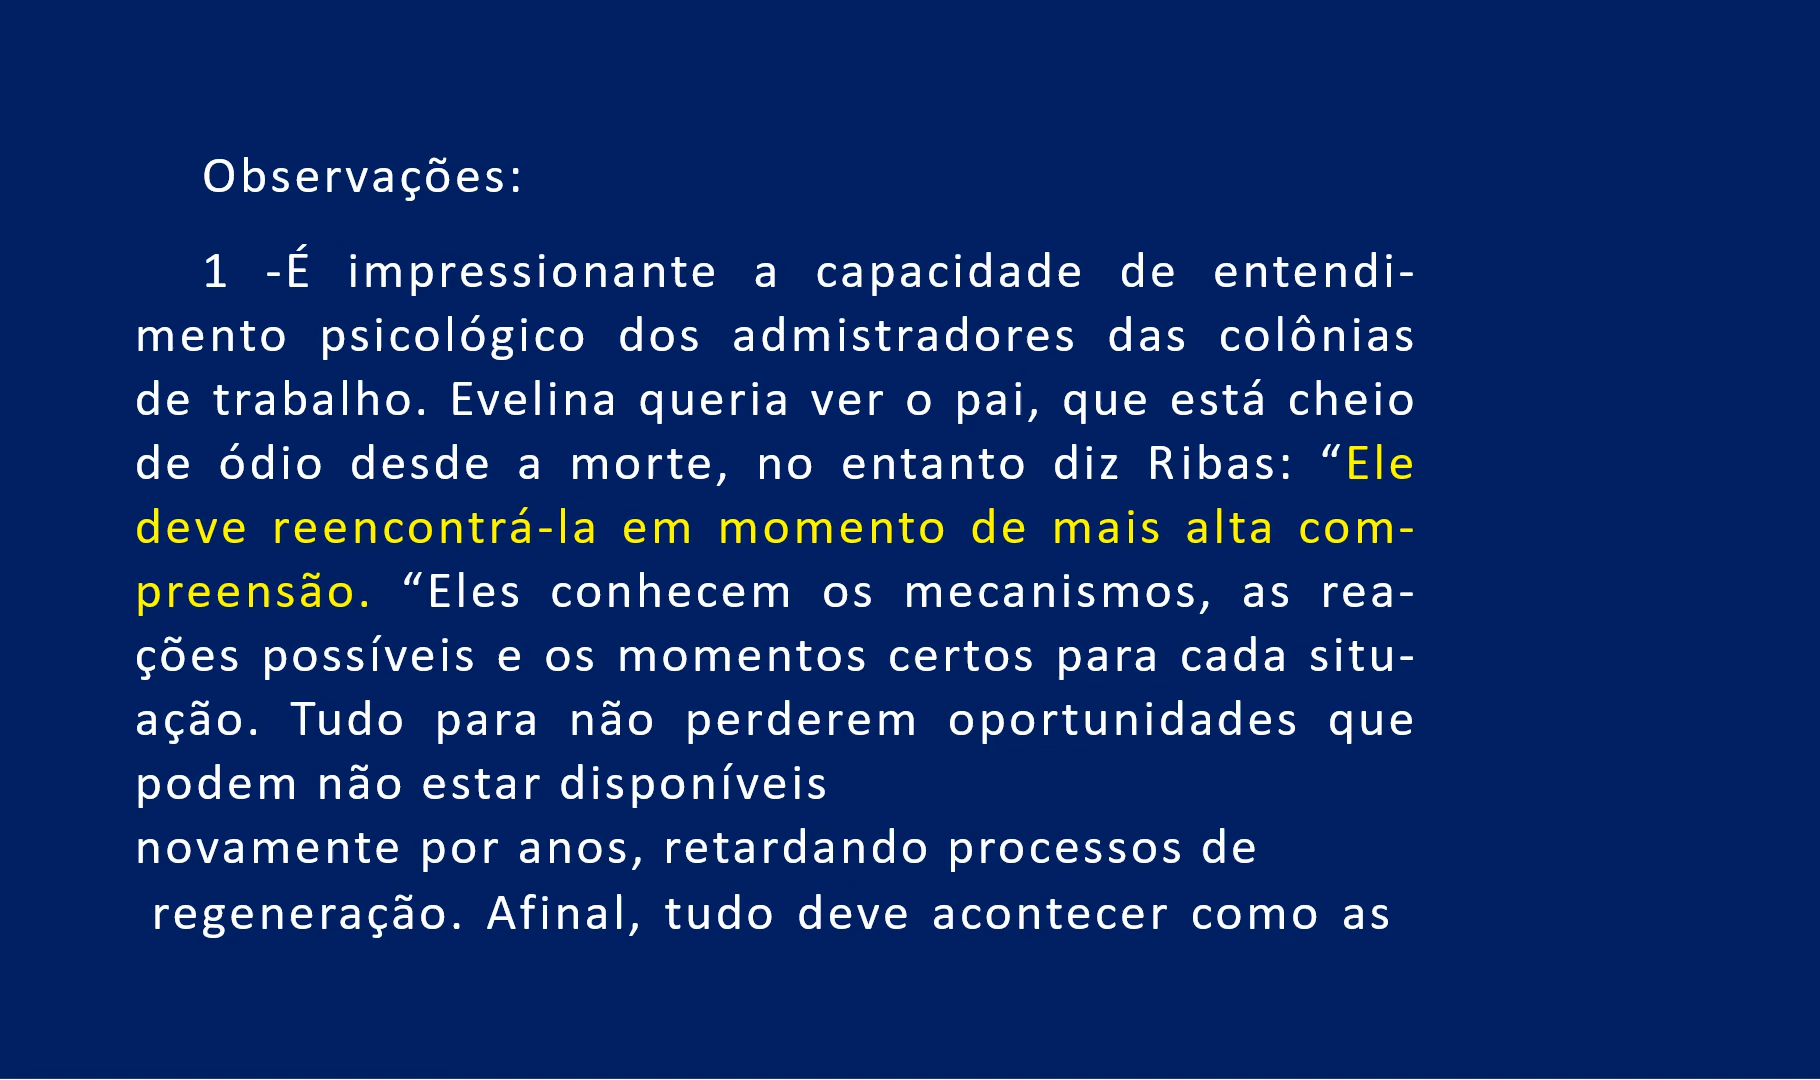 Observações:
1 -É impressionante a capacidade de entendi-
mento psicológico dos admistradores das colônias
de trabalho. Evelina queria ver o pai, que está cheio
de ódio desde a morte, no entanto diz Ribas: “Ele
deve reencontrá-la em momento de mais alta com-
preensão. “Eles conhecem os mecanismos, as rea-
ções possíveis e os momentos certos para cada situ-
ação. Tudo para não perderem oportunidades que
podem não estar disponíveis
novamente por anos, retardando processos de
regeneração. Afinal, tudo deve acontecer como as